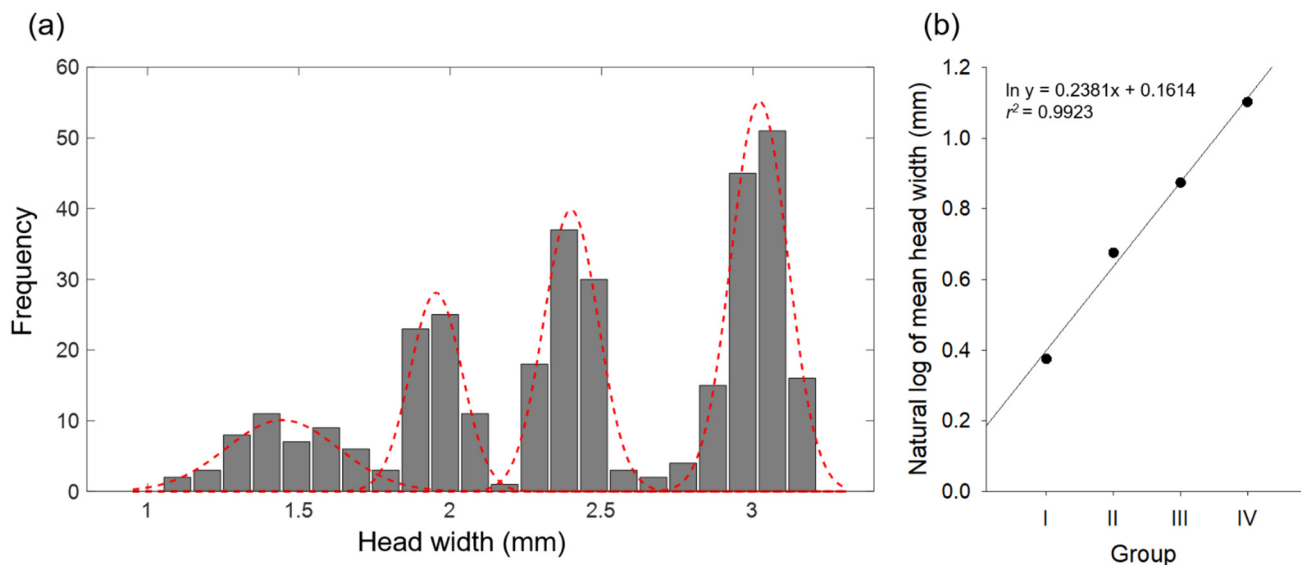 (a)
Frequency
60
50
40
30
20
10
0
1
1.5
2
2.5
3
Head width (mm)
(b)
Natural log of mean head width (mm)
1.2
1.0
0.8
0.6
0.4
0.2
0.0
ln y = 0.2381x + 0.1614
r² = 0.9923
I
II
III
IV
Group